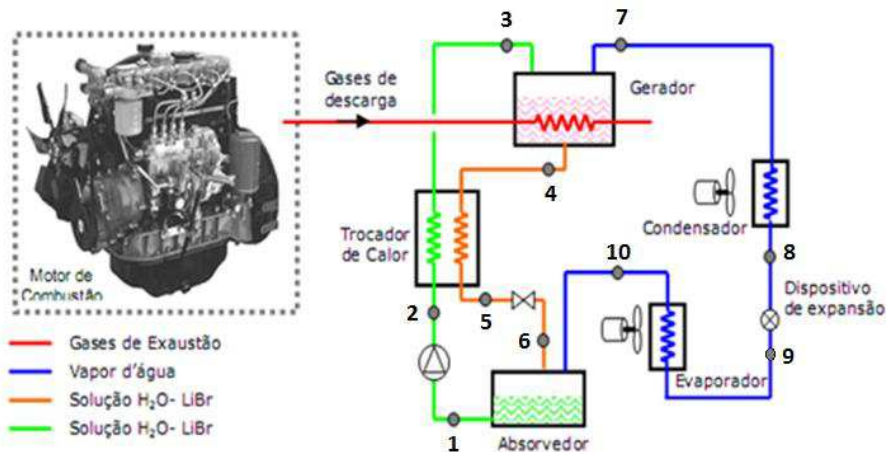 3
7
Gases de
descarga
Gerador
4
Trocador
de Calor
Condensador
10
8
Motor de
Combustão
2
5
6
Dispositivo
de expansão
9
Gases de Exaustão
Vapor d'água
Solução H₂O- LiBr
Solução H₂O- LiBr
Evaporador
1
Absorvedor